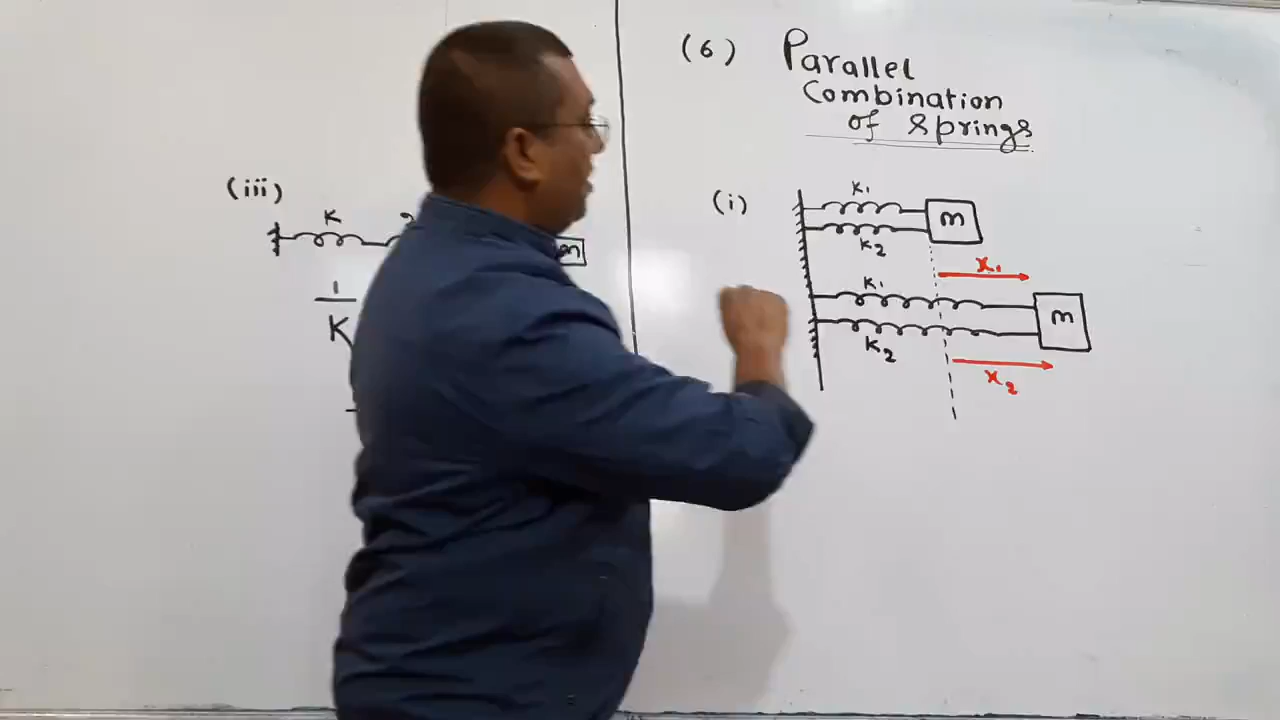 (iii)
K
m
1
K
(6) Parallel
Combination
of Springs
(i)
K₁
m
K₂
x₁
K₁
m
K₂
x₂